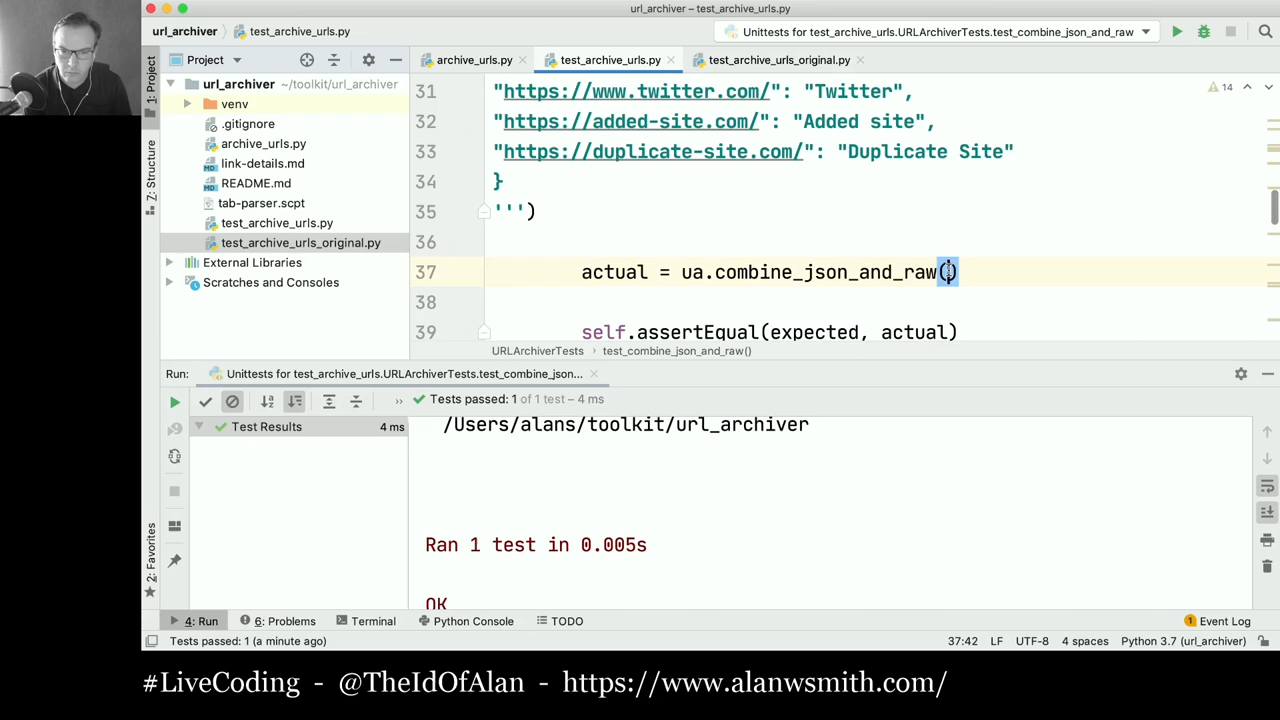 url_archiver – test_archive_urls.py
url_archiver
test_archive_urls.py
Unittests for test_archive_urls.URLArchiverTests.test_combine_json_and_raw
1: Project
Project
archive_urls.py
test_archive_urls.py
test_archive_urls_original.py
url_archiver ~/toolkit/url_archiver
venv
.gitignore
archive_urls.py
link-details.md
README.md
tab-parser.scpt
test_archive_urls.py
test_archive_urls_original.py
External Libraries
Scratches and Consoles
Z: Structure
14
31 "https://www.twitter.com/": "Twitter",
32 "https://added-site.com/": "Added site",
33 "https://duplicate-site.com/": "Duplicate Site"
34 }
35 ''')
36
37 actual = ua.combine_json_and_raw()
38
39 self.assertEqual(expected, actual)
URLArchiverTests
test_combine_json_and_raw()
Run:
Unittests for test_archive_urls.URLArchiverTests.test_combine_json...
Tests passed: 1 of 1 test – 4 ms
Test Results 4 ms
/Users/alans/toolkit/url_archiver
Ran 1 test in 0.005s
OK
2: Favorites
4: Run
6: Problems
Terminal
Python Console
TODO
1 Event Log
Tests passed: 1 (a minute ago)
37:42 LF UTF-8 4 spaces Python 3.7 (url_archiver)
#LiveCoding - @TheIdOfAlan - https://www.alanwsmith.com/